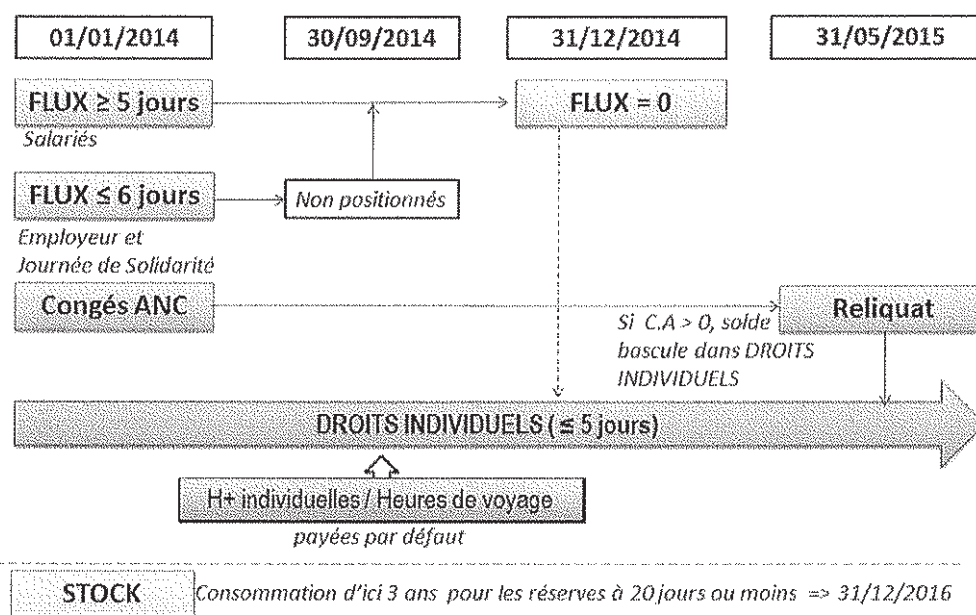 01/01/2014 30/09/2014 31/12/2014 31/05/2015
FLUX ≥ 5 jours FLUX = 0
Salariés
FLUX ≤ 6 jours Non positionnés
Employeur et
Journée de Solidarité
Congés ANC Reliquat
Si C.A > 0, solde
bascule dans DROITS
INDIVIDUELS
DROITS INDIVIDUELS ( ≤ 5 jours)
H+ individuelles / Heures de voyage
payées par défaut
STOCK Consommation d'ici 3 ans pour les réserves à 20 jours ou moins => 31/12/2016